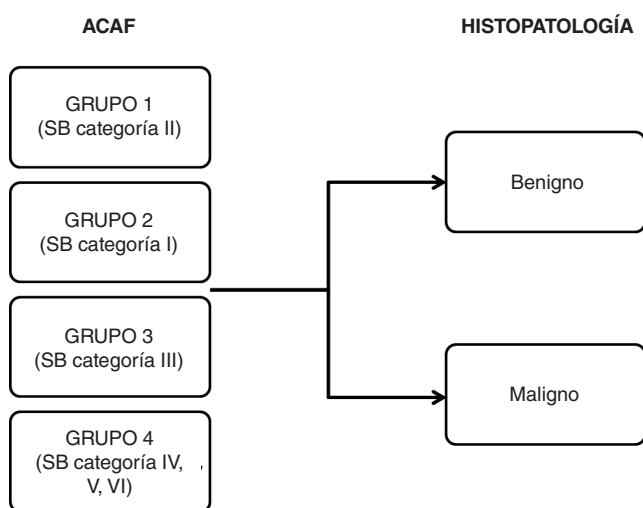 ACAF
HISTOPATOLOGÍA
GRUPO 1
(SB categoría II)
GRUPO 2
(SB categoría I)
GRUPO 3
(SB categoría III)
GRUPO 4
(SB categoría IV, ,
V, VI)
Benigno
Maligno